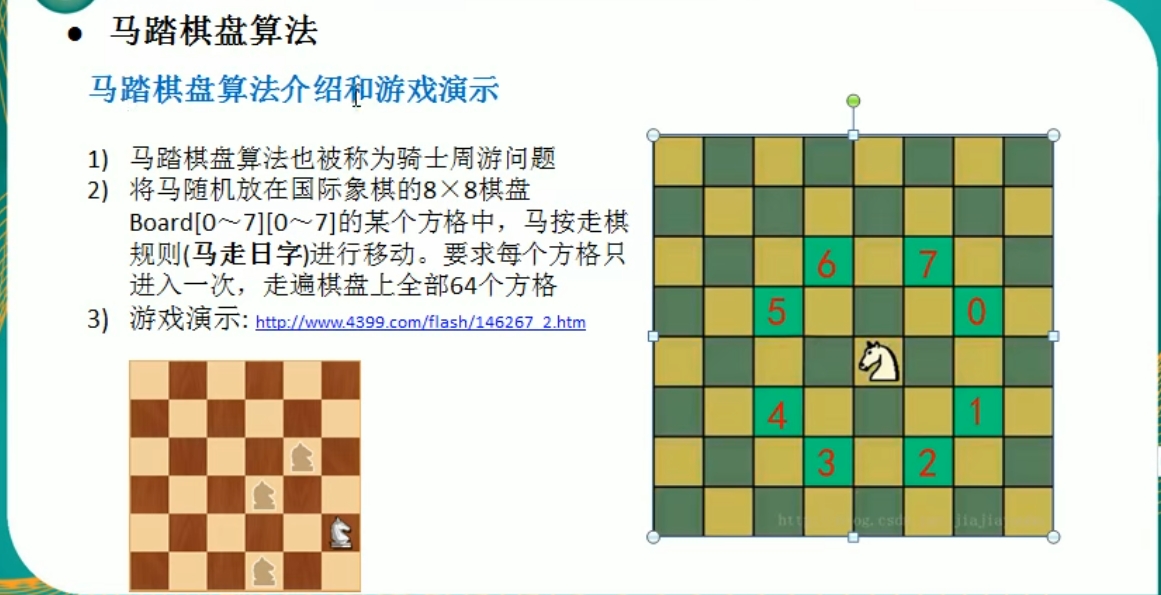 ● 马踏棋盘算法
马踏棋盘算法介绍和游戏演示
1) 马踏棋盘算法也被称为骑士周游问题
2) 将马随机放在国际象棋的8×8棋盘
Board[0～7][0～7]的某个方格中，马按走棋
规则(马走日字)进行移动。要求每个方格只
进入一次，走遍棋盘上全部64个方格
3) 游戏演示: http://www.4399.com/flash/146267_2.htm
6 7
5 0
4 1
3 2